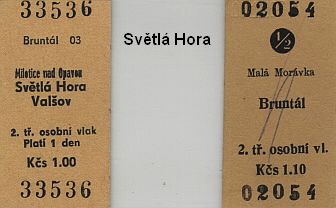 33536
Bruntál 03
Milotice nad Opavou
Světlá Hora
Valšov
2. tř. osobní vlak
Platí 1 den
Kčs 1.00
33536
Světlá Hora
02054
1/2
Malá Morávka
Bruntál
2. tř. osobní vl.
Kčs 1.10
02054